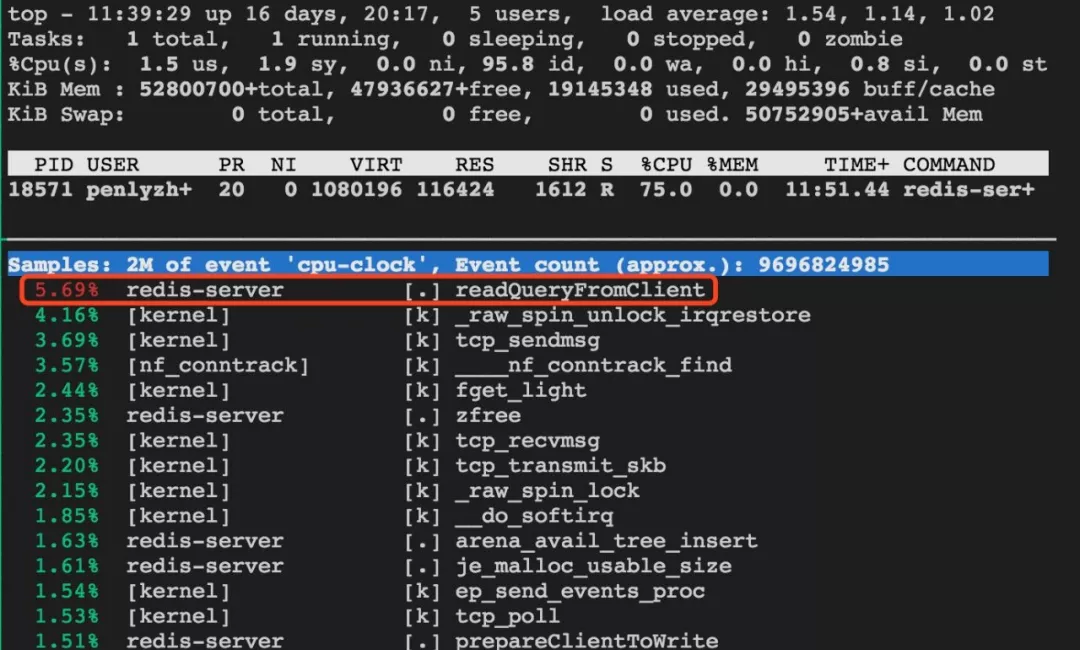 top - 11:39:29 up 16 days, 20:17,  5 users,  load average: 1.54, 1.14, 1.02
Tasks:   1 total,   1 running,   0 sleeping,   0 stopped,   0 zombie
%Cpu(s):  1.5 us,  1.9 sy,  0.0 ni, 95.8 id,  0.0 wa,  0.0 hi,  0.8 si,  0.0 st
KiB Mem : 52800700+total, 47936627+free, 19145348 used, 29495396 buff/cache
KiB Swap:        0 total,        0 free,        0 used. 50752905+avail Mem
PID USER      PR  NI    VIRT    RES    SHR S  %CPU %MEM     TIME+ COMMAND
18571 penlyzh+  20   0 1080196 116424   1612 R  75.0  0.0  11:51.44 redis-ser+
Samples: 2M of event 'cpu-clock', Event count (approx.): 9696824985
5.69%  redis-server         [.] readQueryFromClient
4.16%  [kernel]             [k] _raw_spin_unlock_irqrestore
3.69%  [kernel]             [k] tcp_sendmsg
3.57%  [nf_conntrack]       [k] ____nf_conntrack_find
2.44%  [kernel]             [k] fget_light
2.35%  redis-server         [.] zfree
2.35%  [kernel]             [k] tcp_recvmsg
2.20%  [kernel]             [k] tcp_transmit_skb
2.15%  [kernel]             [k] _raw_spin_lock
1.85%  [kernel]             [k] __do_softirq
1.63%  redis-server         [.] arena_avail_tree_insert
1.61%  redis-server         [.] je_malloc_usable_size
1.54%  [kernel]             [k] ep_send_events_proc
1.53%  [kernel]             [k] tcp_poll
1.51%  redis-server         [.] prepareClientToWrite